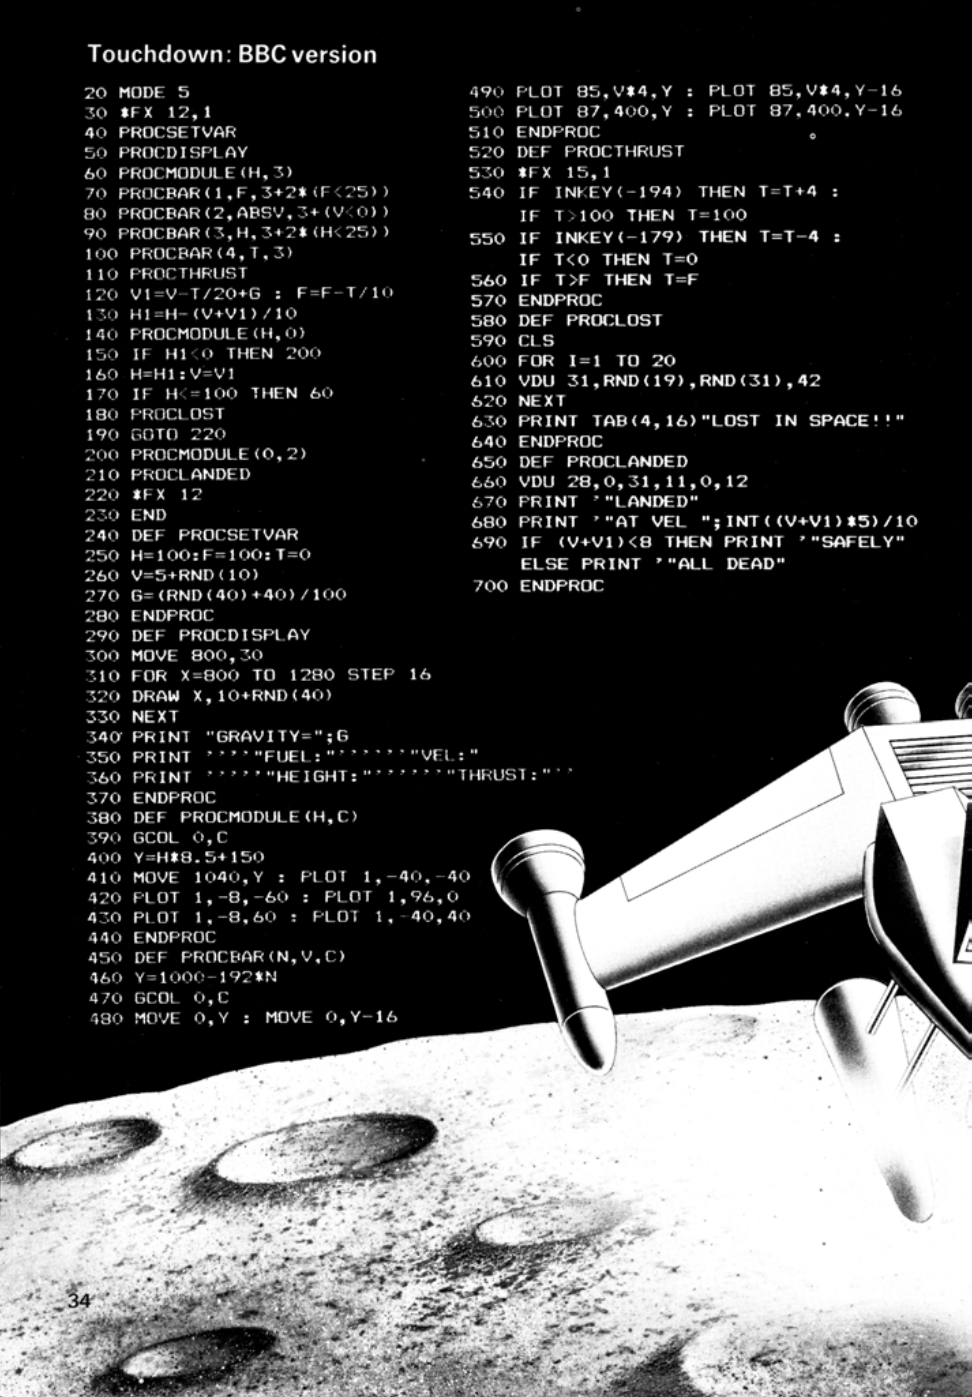 Touchdown: BBC version
20 MODE 5
30 *FX 12,1
40 PROCSETVAR
50 PROCDISPLAY
60 PROCMODULE(H,3)
70 PROCBAR(1,F,3+2*(F<25))
80 PROCBAR(2,ABSV,3+(V<0))
90 PROCBAR(3,H,3+2*(H<25))
100 PROCBAR(4,T,3)
110 PROCTHRUST
120 V1=V-T/20+G : F=F-T/10
130 H1=H-(V+V1)/10
140 PROCMODULE(H,0)
150 IF H1<0 THEN 200
160 H=H1:V=V1
170 IF H<=100 THEN 60
180 PROCLOST
190 GOTO 220
200 PROCMODULE(0,2)
210 PROCLANDED
220 *FX 12
230 END
240 DEF PROCSETVAR
250 H=100:F=100:T=0
260 V=5+RND(10)
270 G=(RND(40)+40)/100
280 ENDPROC
290 DEF PROCDISPLAY
300 MOVE 800,30
310 FOR X=800 TO 1280 STEP 16
320 DRAW X,10+RND(40)
330 NEXT
340 PRINT "GRAVITY=";G
350 PRINT ''''"FUEL:"''''''"VEL:"
360 PRINT '''''"HEIGHT:"''''''"THRUST:"''
370 ENDPROC
380 DEF PROCMODULE(H,C)
390 GCOL 0,C
400 Y=H*8.5+150
410 MOVE 1040,Y : PLOT 1,-40,-40
420 PLOT 1,-8,-60 : PLOT 1,96,0
430 PLOT 1,-8,60 : PLOT 1,-40,40
440 ENDPROC
450 DEF PROCBAR(N,V,C)
460 Y=1000-192*N
470 GCOL 0,C
480 MOVE 0,Y : MOVE 0,Y-16
490 PLOT 85,V*4,Y : PLOT 85,V*4,Y-16
500 PLOT 87,400,Y : PLOT 87,400,Y-16
510 ENDPROC
520 DEF PROCTHRUST
530 *FX 15,1
540 IF INKEY(-194) THEN T=T+4 :
IF T>100 THEN T=100
550 IF INKEY(-179) THEN T=T-4 :
IF T<0 THEN T=0
560 IF T>F THEN T=F
570 ENDPROC
580 DEF PROCLOST
590 CLS
600 FOR I=1 TO 20
610 VDU 31,RND(19),RND(31),42
620 NEXT
630 PRINT TAB(4,16)"LOST IN SPACE!!"
640 ENDPROC
650 DEF PROCLANDED
660 VDU 28,0,31,11,0,12
670 PRINT '"LANDED"
680 PRINT '"AT VEL ";INT((V+V1)*5)/10
690 IF (V+V1)<8 THEN PRINT '"SAFELY"
ELSE PRINT '"ALL DEAD"
700 ENDPROC
34